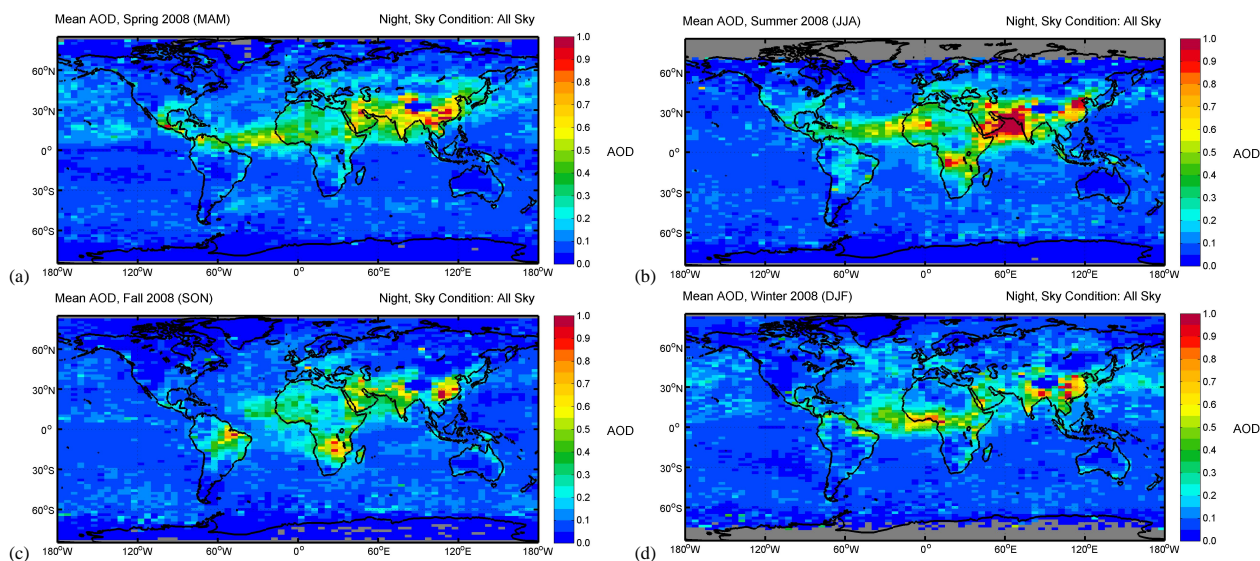 Mean AOD, Spring 2008 (MAM) Night, Sky Condition: All Sky
1.0
0.9
60°N
0.8
0.7
30°N
0.6
0°
0.5
AOD
0.4
30°S
0.3
0.2
60°S
0.1
0.0
(a)
180°W 120°W 60°W 0° 60°E 120°E 180°W
Mean AOD, Summer 2008 (JJA) Night, Sky Condition: All Sky
1.0
0.9
60°N
0.8
0.7
30°N
0.6
0°
0.5
AOD
0.4
30°S
0.3
0.2
60°S
0.1
0.0
(b)
180°W 120°W 60°W 0° 60°E 120°E 180°W
Mean AOD, Fall 2008 (SON) Night, Sky Condition: All Sky
1.0
0.9
60°N
0.8
0.7
30°N
0.6
0°
0.5
AOD
0.4
30°S
0.3
0.2
60°S
0.1
0.0
(c)
180°W 120°W 60°W 0° 60°E 120°E 180°W
Mean AOD, Winter 2008 (DJF) Night, Sky Condition: All Sky
1.0
0.9
60°N
0.8
0.7
30°N
0.6
0°
0.5
AOD
0.4
30°S
0.3
0.2
60°S
0.1
0.0
(d)
180°W 120°W 60°W 0° 60°E 120°E 180°W